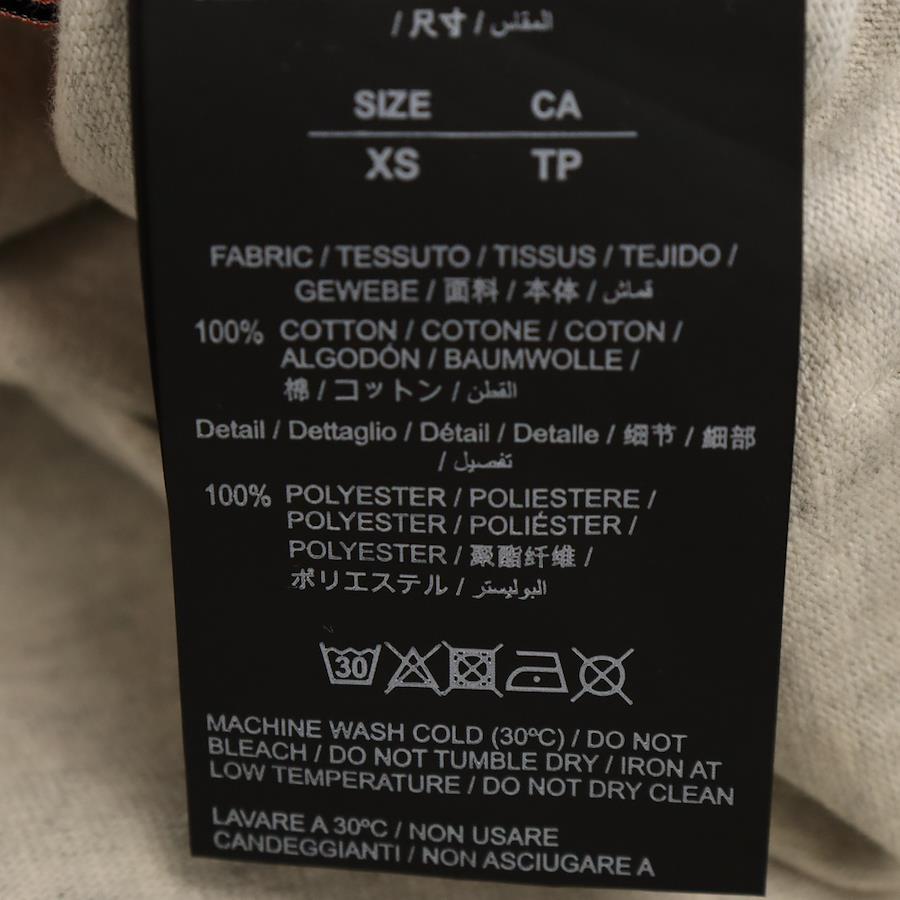 / 尺寸 / المقاس
SIZE CA
XS TP
FABRIC / TESSUTO / TISSUS / TEJIDO /
GEWEBE / 面料 / 本体 / قماش
100% COTTON / COTONE / COTON /
ALGODÓN / BAUMWOLLE /
棉 / コットン / القطن
Detail / Dettaglio / Détail / Detalle / 细节 / 細部
/ تفصيل
100% POLYESTER / POLIESTERE /
POLYESTER / POLIÉSTER /
POLYESTER / 聚酯纤维 /
ポリエステル / البوليستر
30
MACHINE WASH COLD (30ºC) / DO NOT
BLEACH / DO NOT TUMBLE DRY / IRON AT
LOW TEMPERATURE / DO NOT DRY CLEAN
LAVARE A 30ºC / NON USARE
CANDEGGIANTI / NON ASCIUGARE A